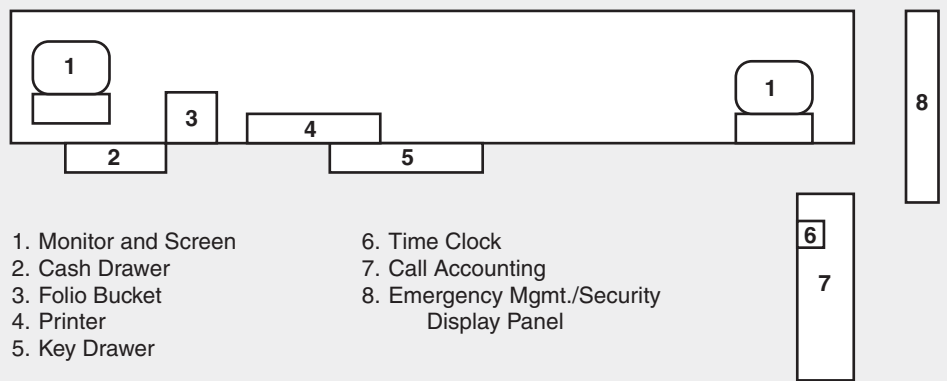 1
1
8
3
4
2
5
1. Monitor and Screen
2. Cash Drawer
3. Folio Bucket
4. Printer
5. Key Drawer
6. Time Clock
7. Call Accounting
8. Emergency Mgmt./Security
Display Panel
6
7